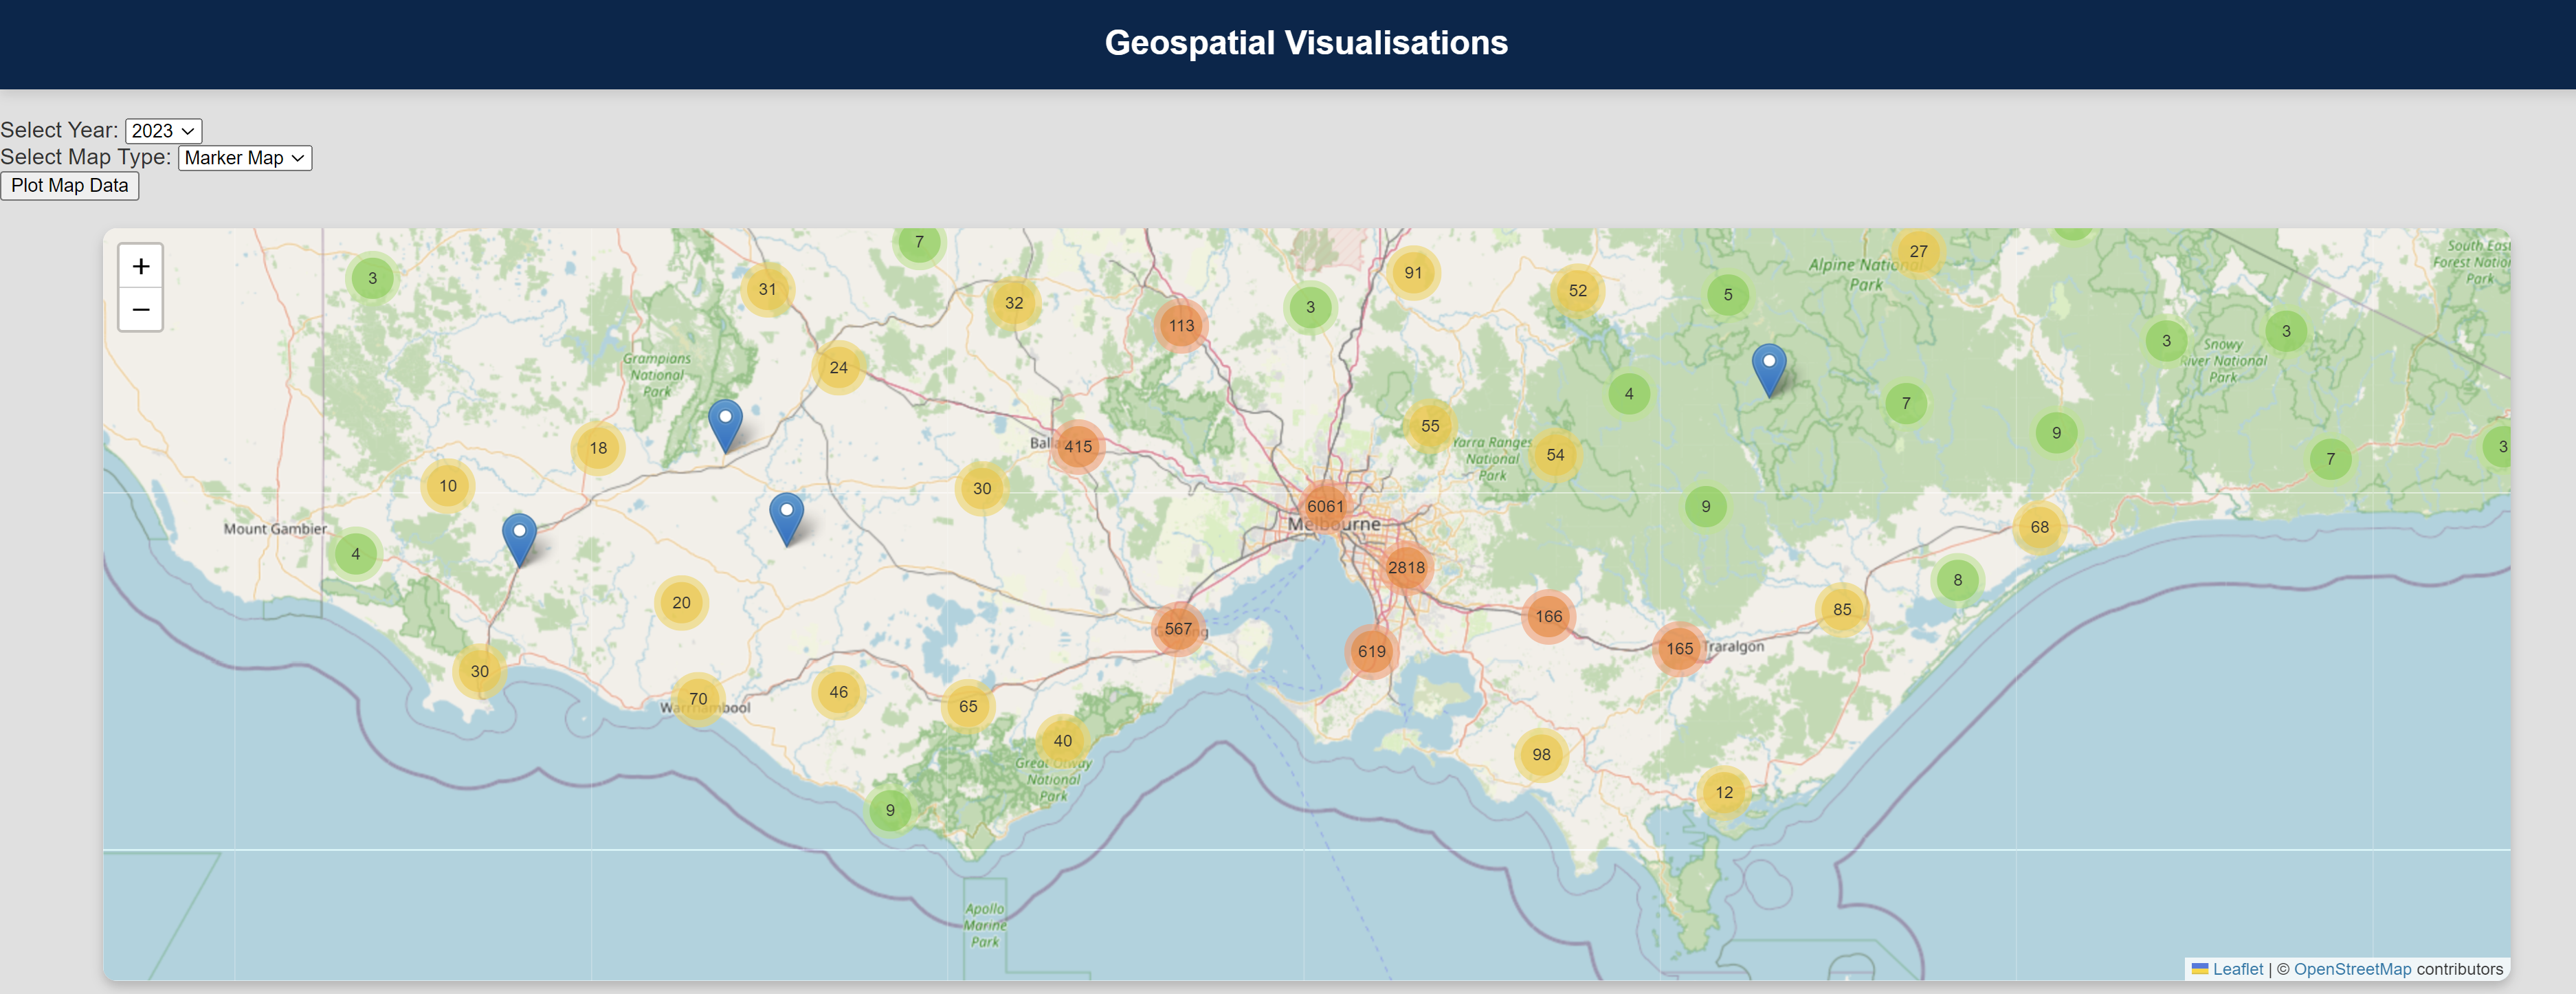 Geospatial Visualisations
Select Year: 2023
Select Map Type: Marker Map
Plot Map Data
+
−
7
South East
Forest Nation
Park
27
Alpine National
Park
91
3
31
52
5
32
3
113
3
3
Snowy
River National
Park
Grampians
National
Park
24
4
7
55
9
Ballarat
415
Yarra Ranges
National
Park
54
18
7
3
10
30
6061
Melbourne
9
Mount Gambier
68
4
2818
8
20
85
166
567
Geelong
619
165
Traralgon
30
46
70
Warrnambool
65
40
98
Great Otway
National
Park
12
9
Apollo
Marine
Park
Leaflet | © OpenStreetMap contributors